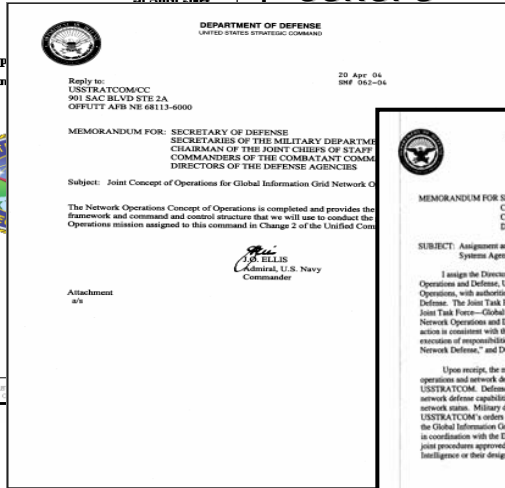 DEPARTMENT OF DEFENSE
UNITED STATES STRATEGIC COMMAND
20 Apr 04
SM# 062-04
Reply to:
USSTRATCOM/CC
901 SAC BLVD STE 2A
OFFUTT AFB NE 68113-6000
MEMORANDUM FOR: SECRETARY OF DEFENSE
SECRETARIES OF THE MILITARY DEPARTME
CHAIRMAN OF THE JOINT CHIEFS OF STAFF
COMMANDERS OF THE COMBATANT COMM
DIRECTORS OF THE DEFENSE AGENCIES
Subject: Joint Concept of Operations for Global Information Grid Network O
The Network Operations Concept of Operations is completed and provides the
framework and command and control structure that we will use to conduct the
Operations mission assigned to this command in Change 2 of the Unified Com
J.O. ELLIS
Admiral, U.S. Navy
Commander
Attachment
a/s
MEMORANDUM FOR S
C
C
D
SUBJECT: Assignment a
Systems Agen
I assign the Directo
Operations and Defense, U
Operations, with authoriti
Defense. The Joint Task
Joint Task Force—Global
Network Operations and D
action is consistent with th
execution of responsibiliti
Network Defense," and D
Upon receipt, the
operations and network de
USSTRATCOM. Defens
network defense capabiliti
network status. Military d
USSTRATCOM's orders
the Global Information G
in coordination with the D
joint procedures approved
Intelligence or their desig